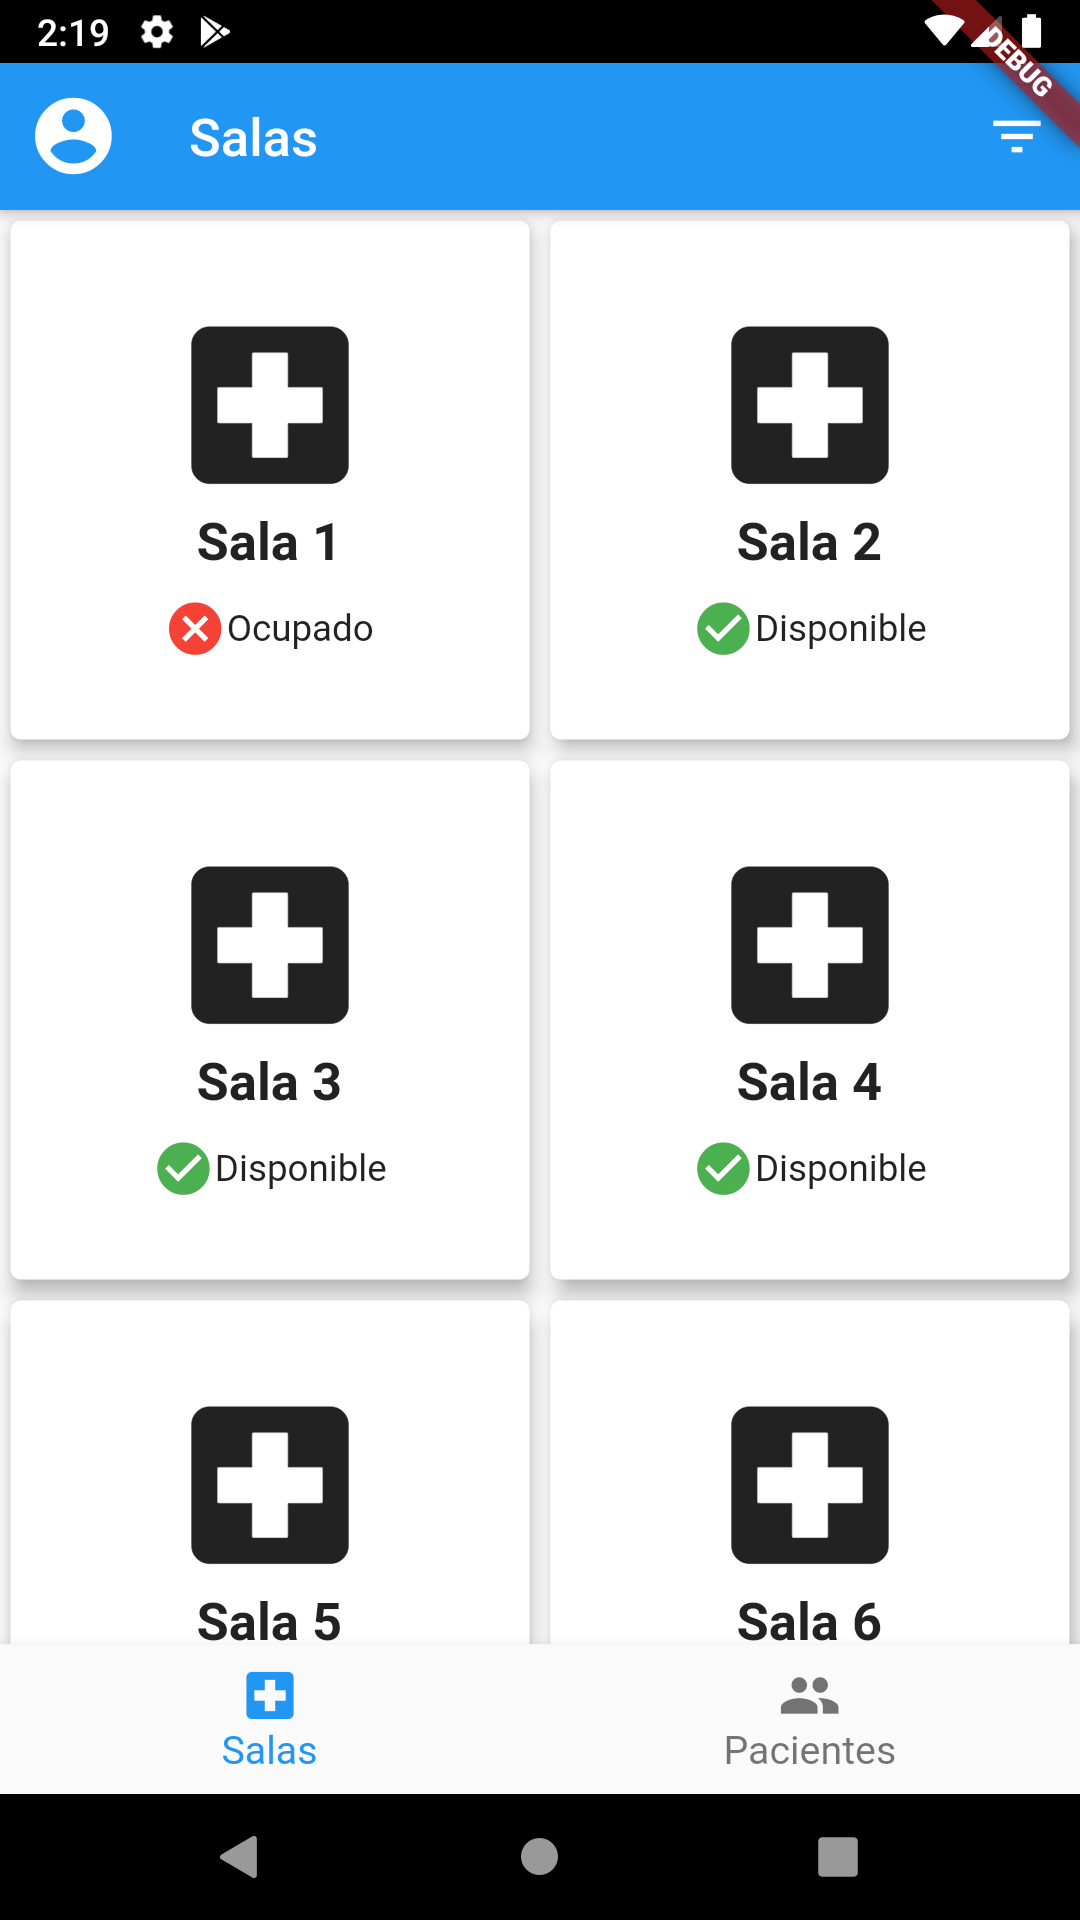 2:19
DEBUG
Salas
Sala 1
Sala 2
Ocupado
Disponible
Sala 3
Sala 4
Disponible
Disponible
Sala 5
Sala 6
Salas
Pacientes